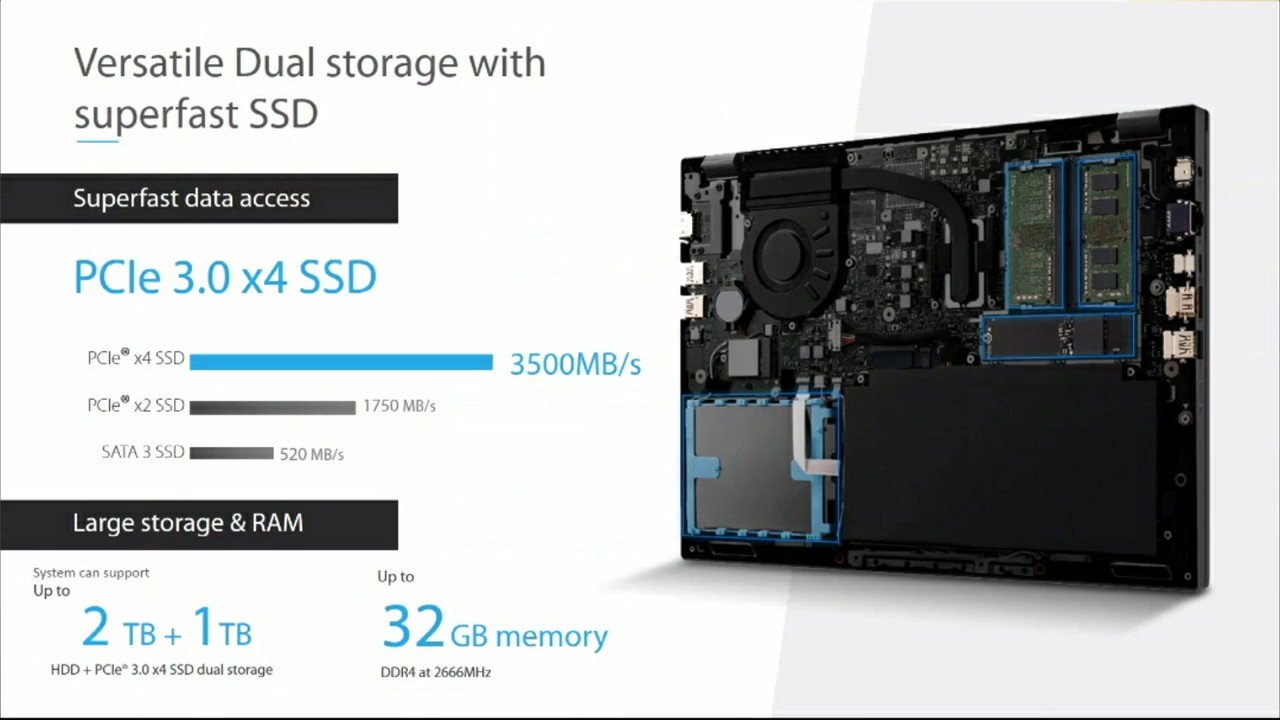 Versatile Dual storage with
superfast SSD
Superfast data access
PCIe 3.0 x4 SSD
PCIe® x4 SSD 3500MB/s
PCIe® x2 SSD 1750 MB/s
SATA 3 SSD 520 MB/s
Large storage & RAM
System can support
Up to
2 TB + 1 TB
HDD + PCIe® 3.0 x4 SSD dual storage
Up to
32 GB memory
DDR4 at 2666MHz